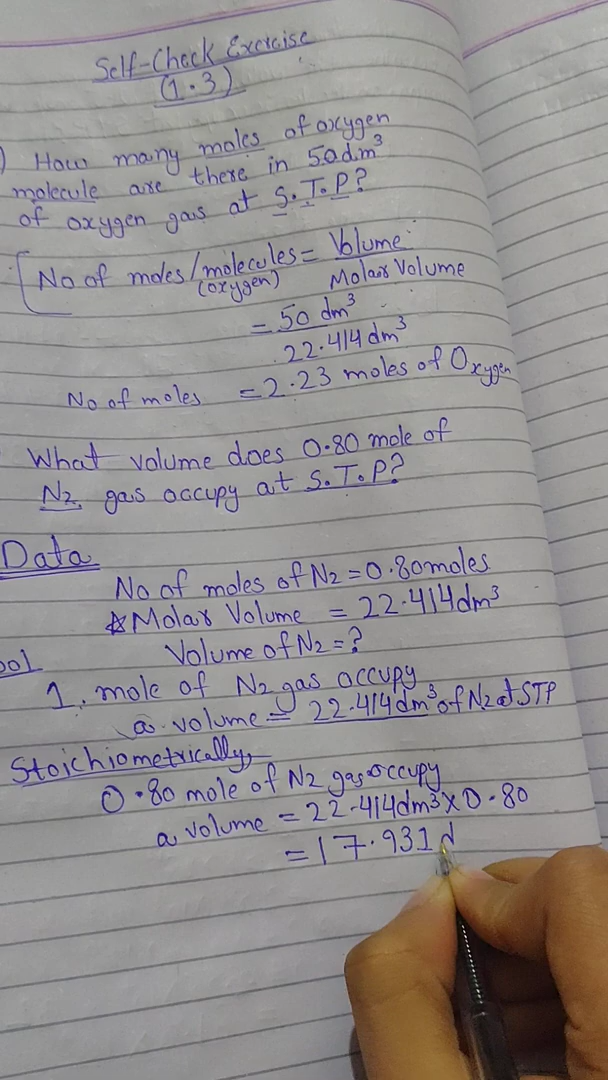 Self-Check Exercise
(1.3)
) How many moles of oxygen
molecule are there in 50dm³
of oxygen gas at S.T.P?
No of moles/molecules = Volume
(oxygen) Molar Volume
= 50 dm³
22.414dm³
No of moles = 2.23 moles of Oxygen
What volume does 0.80 mole of
N₂ gas occupy at S.T.P?
Data
No of moles of N₂ = 0.80moles
☆Molar Volume = 22.414dm³
Volume of N₂ = ?
1. mole of N₂ gas occupy
a volume = 22.414dm³ of N₂ at STP
Stoichiometrically,
0.80 mole of N₂ gas occupy
a volume = 22.414dm³ × 0.80
= 17.931d